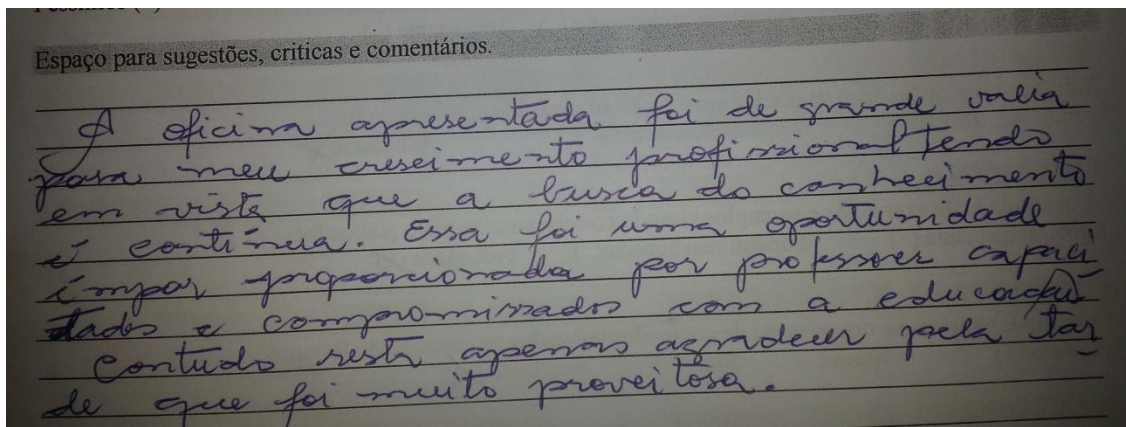 Espaço para sugestões, criticas e comentários.
A oficina apresentada foi de grande valia
para meu crescimento profissional tendo
em vista que a busca do conhecimento
é contínua. Essa foi uma oportunidade
ímpar proporcionada por professores capaci
tados e compromissados com a educação
Contudo resta apenas agradecer pela tar
de que foi muito proveitosa.